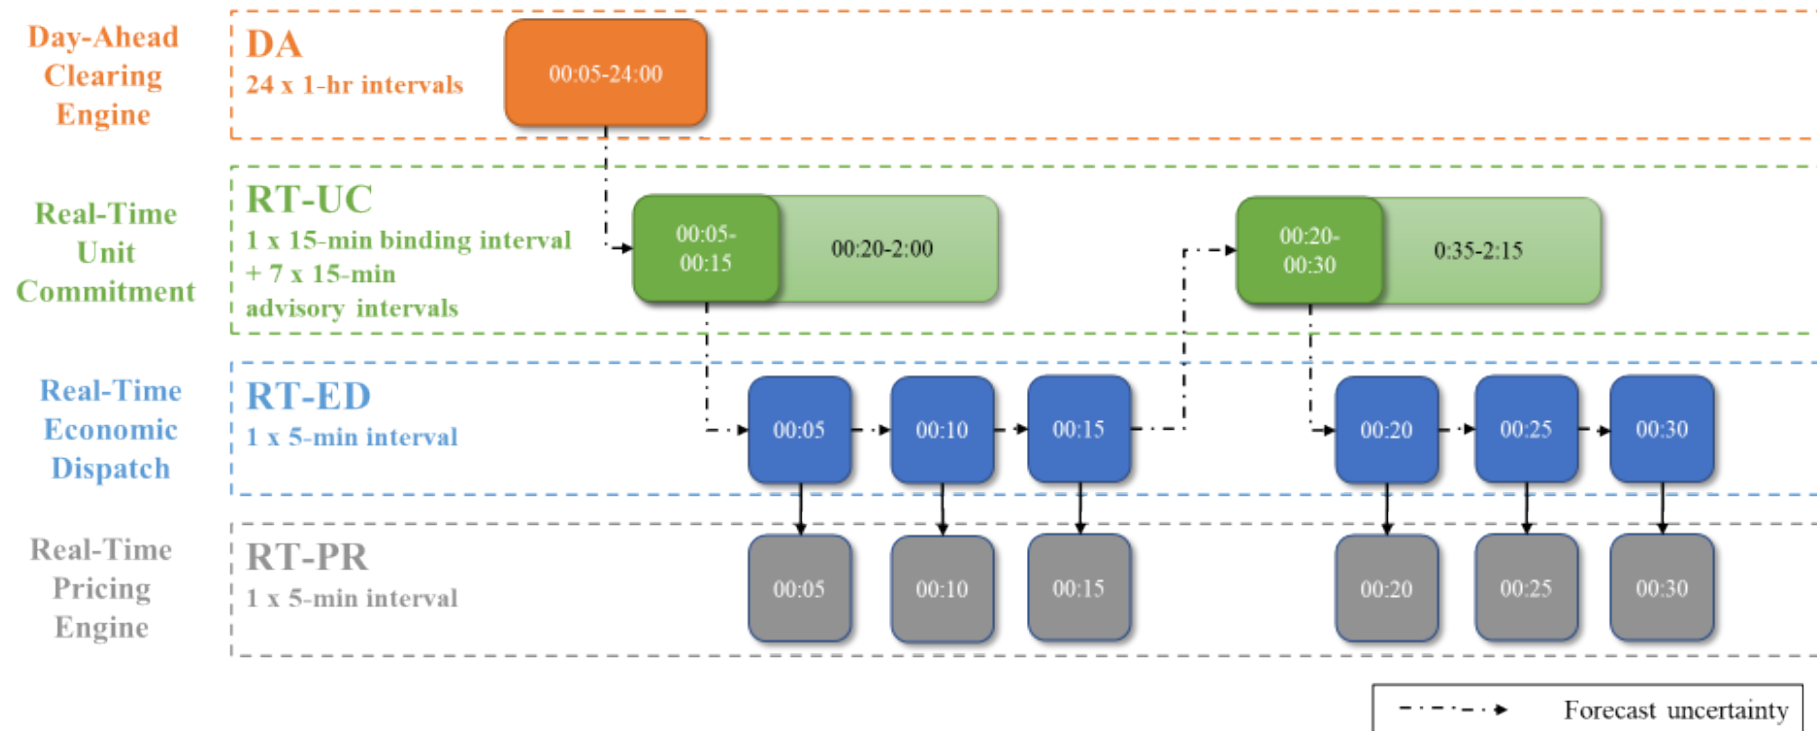 Day-Ahead
Clearing
Engine
DA
24 x 1-hr intervals
00:05-24:00
Real-Time
Unit
Commitment
RT-UC
1 x 15-min binding interval
+ 7 x 15-min
advisory intervals
00:05-
00:15
00:20-2:00
00:20-
00:30
0:35-2:15
Real-Time
Economic
Dispatch
RT-ED
1 x 5-min interval
00:05
00:10
00:15
00:20
00:25
00:30
Real-Time
Pricing
Engine
RT-PR
1 x 5-min interval
00:05
00:10
00:15
00:20
00:25
00:30
Forecast uncertainty